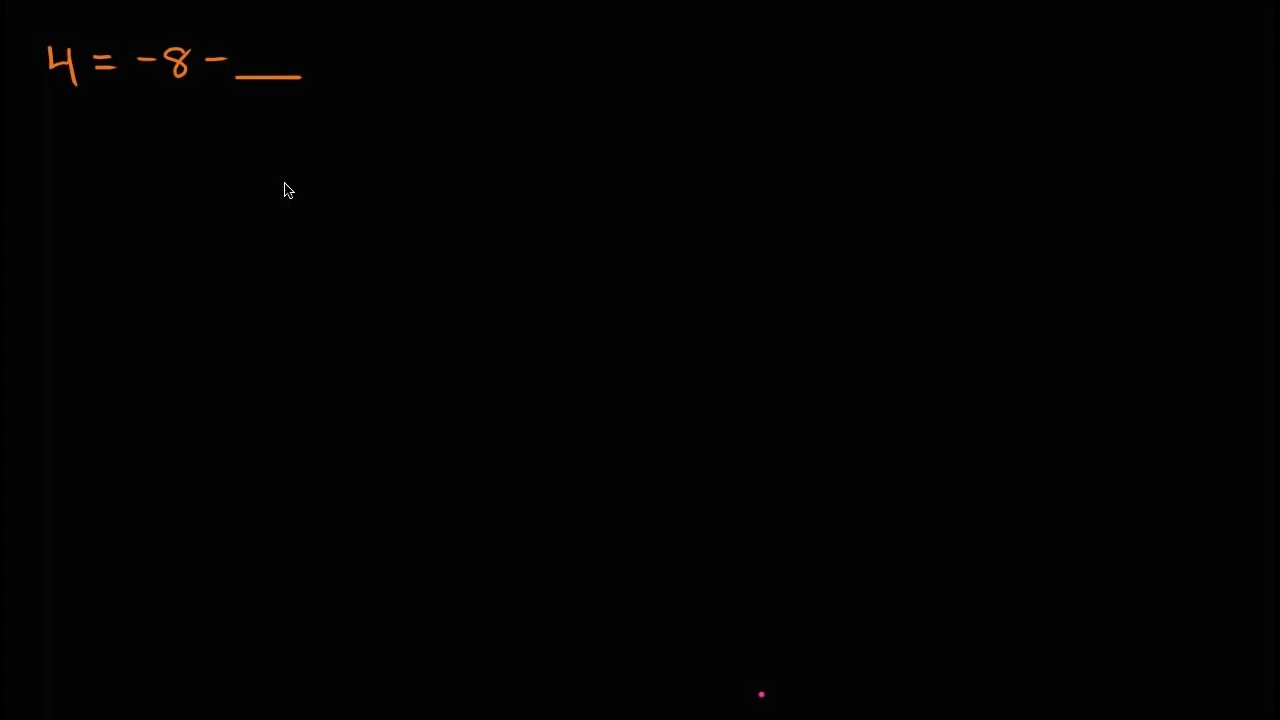 4 = -8 - ___